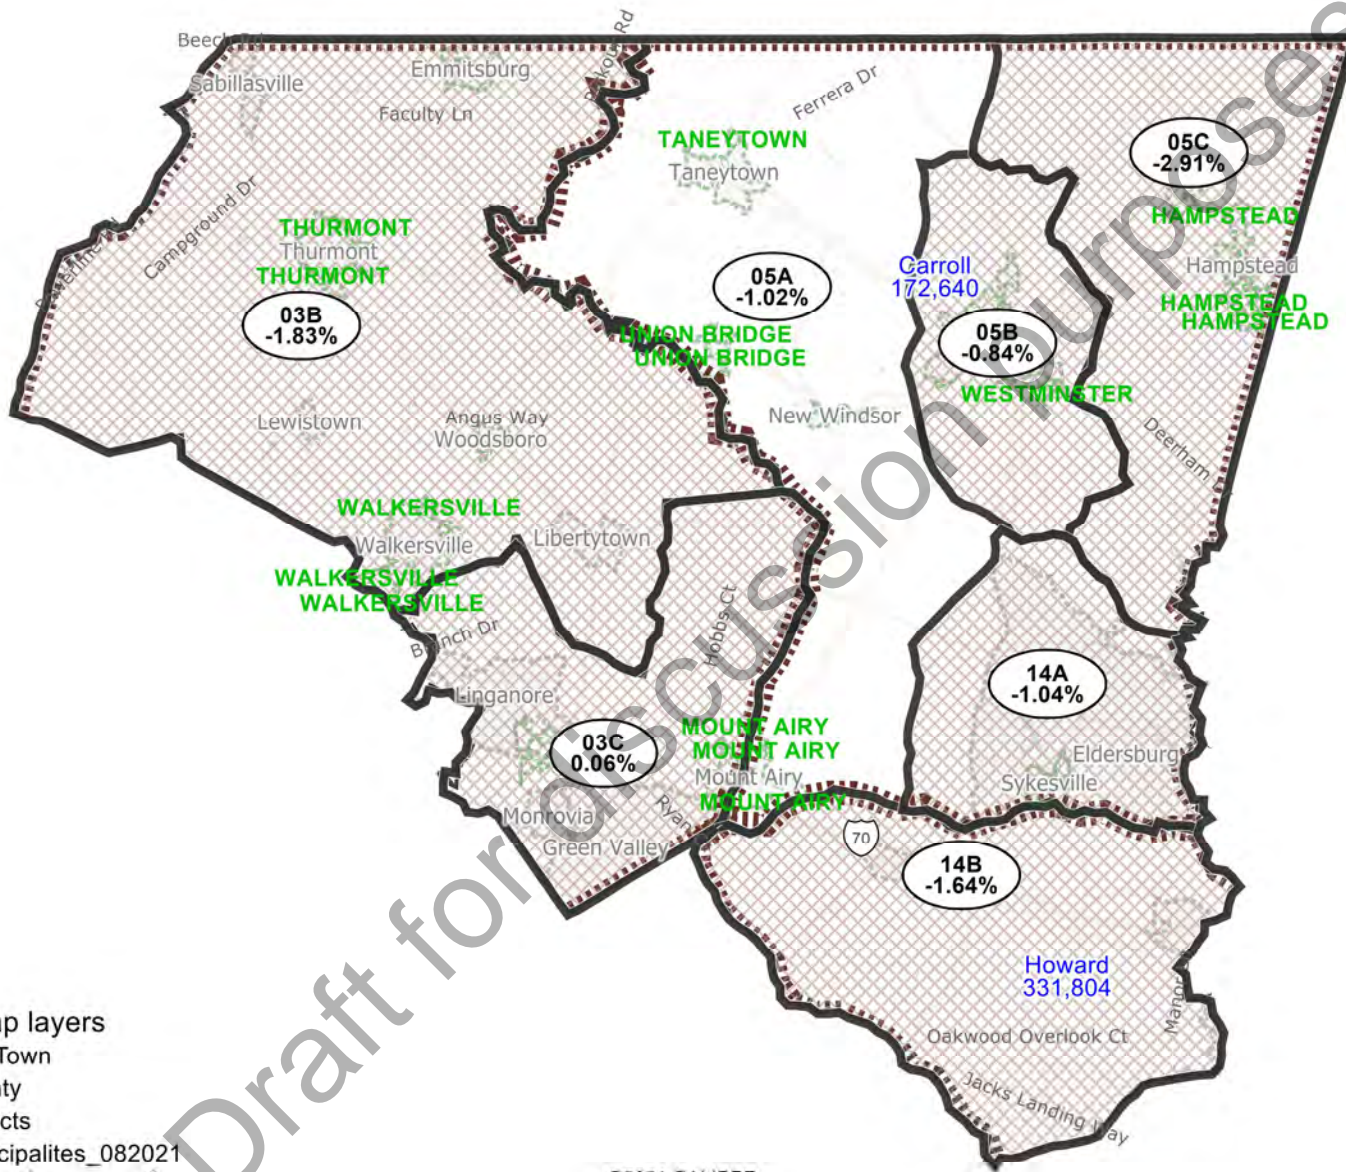 Beech Rd
Sabillasville
Emmitsburg
Faculty Ln
Ferrera Dr
TANEYTOWN
Taneytown
05C
-2.91%
HAMPSTEAD
Hampstead
HAMPSTEAD
HAMPSTEAD
Campground Dr
THURMONT
Thurmont
THURMONT
03B
-1.83%
05A
-1.02%
Carroll
172,640
05B
-0.84%
WESTMINSTER
UNION BRIDGE
UNION BRIDGE
New Windsor
Deerham
Lewistown
Angus Way
Woodsboro
WALKERSVILLE
Walkersville
WALKERSVILLE
WALKERSVILLE
Libertytown
Branch Dr
Hobbs Ct
Linganore
03C
0.06%
MOUNT AIRY
MOUNT AIRY
Mount Airy
MOUNT AIRY
Ryan
Monrovia
Green Valley
14A
-1.04%
Eldersburg
Sykesville
70
14B
-1.64%
Howard
331,804
Manor
Oakwood Overlook Ct
Jacks Landing Way
Draft for discussion purposes
p layers
Town
ty
cts
cipalites_082021